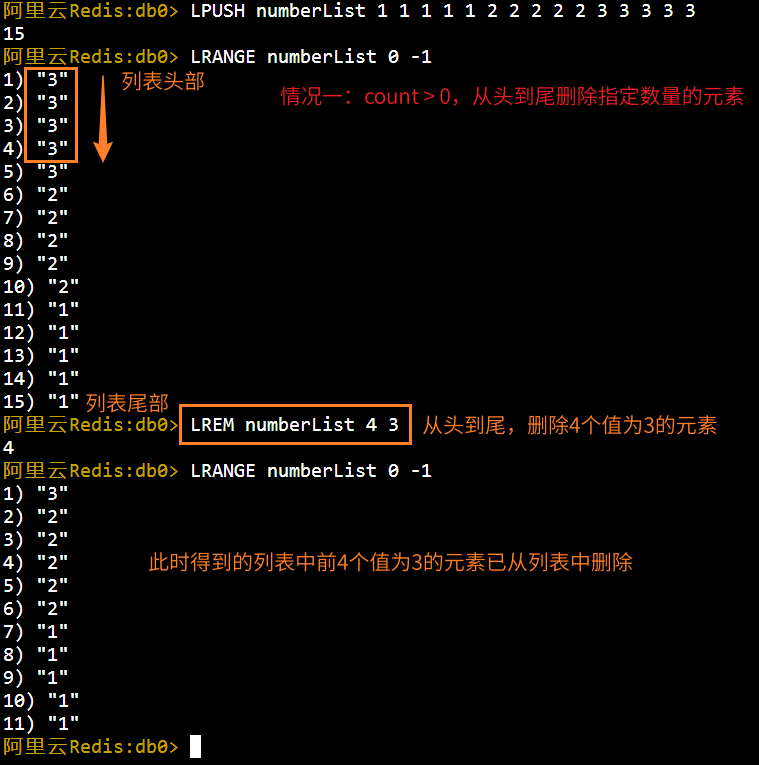 阿里云Redis:db0> LPUSH numberList 1 1 1 1 1 2 2 2 2 2 3 3 3 3 3
15
阿里云Redis:db0> LRANGE numberList 0 -1
1) "3" 列表头部
情况一：count > 0，从头到尾删除指定数量的元素
2) "3"
3) "3"
4) "3"
5) "3"
6) "2"
7) "2"
8) "2"
9) "2"
10) "2"
11) "1"
12) "1"
13) "1"
14) "1"
15) "1" 列表尾部
阿里云Redis:db0> LREM numberList 4 3 从头到尾，删除4个值为3的元素
4
阿里云Redis:db0> LRANGE numberList 0 -1
1) "3"
2) "2"
3) "2"
4) "2" 此时得到的列表中前4个值为3的元素已从列表中删除
5) "2"
6) "2"
7) "1"
8) "1"
9) "1"
10) "1"
11) "1"
阿里云Redis:db0>